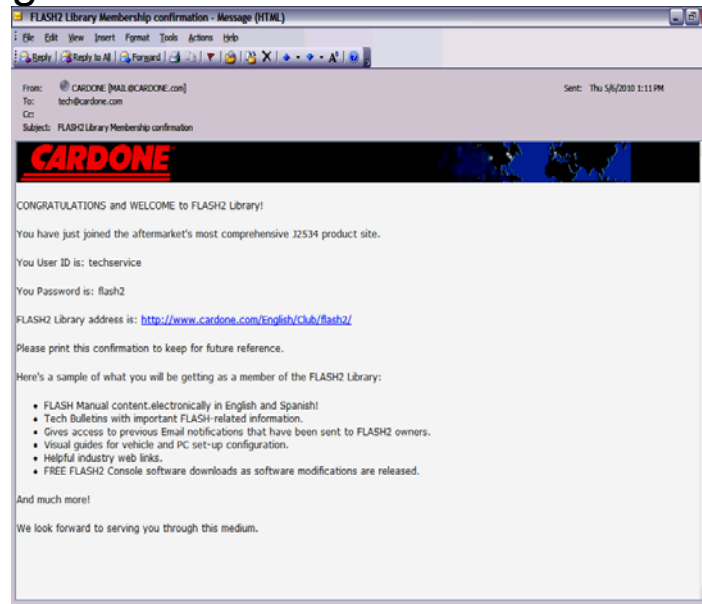 FLASH2 Library Membership confirmation - Message (HTML)
File Edit View Insert Format Tools Actions Help
Reply Reply to All Forward
From: CARDONE [MAIL@CARDONE.com] Sent: Thu 5/6/2010 1:11 PM
To: tech@cardone.com
Cc:
Subject: FLASH2 Library Membership confirmation
CARDONE
CONGRATULATIONS and WELCOME to FLASH2 Library!
You have just joined the aftermarket's most comprehensive J2534 product site.
You User ID is: techservice
You Password is: flash2
FLASH2 Library address is: http://www.cardone.com/English/Club/flash2/
Please print this confirmation to keep for future reference.
Here's a sample of what you will be getting as a member of the FLASH2 Library:
• FLASH Manual content.electronically in English and Spanish!
• Tech Bulletins with important FLASH-related information.
• Gives access to previous Email notifications that have been sent to FLASH2 owners.
• Visual guides for vehicle and PC set-up configuration.
• Helpful industry web links.
• FREE FLASH2 Console software downloads as software modifications are released.
And much more!
We look forward to serving you through this medium.